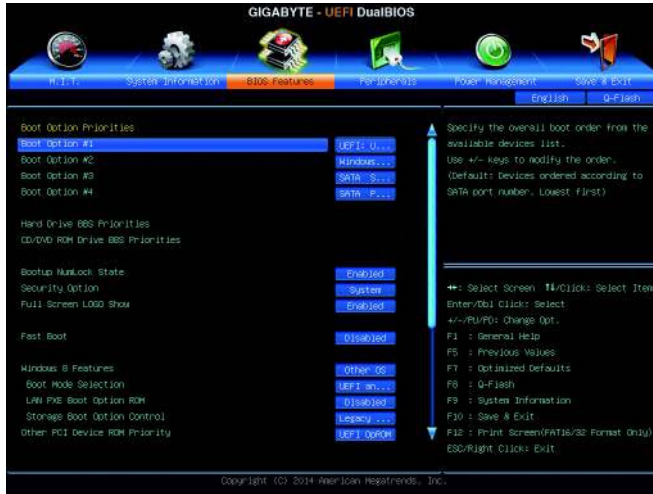 GIGABYTE - UEFI DualBIOS
M.I.T.
System Information
BIOS Features
Peripherals
Power Management
Save & Exit
English
Q-Flash
Boot Option Priorities
Boot Option #1 UEFI: U...
Boot Option #2 Windows...
Boot Option #3 SATA S...
Boot Option #4 SATA P...
Hard Drive BBS Priorities
CD/DVD ROM Drive BBS Priorities
Bootup NumLock State Enabled
Security Option System
Full Screen LOGO Show Enabled
Fast Boot Disabled
Windows 8 Features Other OS
Boot Mode Selection UEFI an...
LAN PXE Boot Option ROM Disabled
Storage Boot Option Control Legacy ...
Other PCI Device ROM Priority UEFI OpROM
Specify the overall boot order from the
available devices list.
Use +/- keys to modify the order.
(Default: Devices ordered according to
SATA port number. Lowest first)
↔: Select Screen ↑↓/Click: Select Item
Enter/Dbl Click: Select
+/-/PU/PD: Change Opt.
F1 : General Help
F5 : Previous Values
F7 : Optimized Defaults
F8 : Q-Flash
F9 : System Information
F10 : Save & Exit
F12 : Print Screen(FAT16/32 Format Only)
ESC/Right Click: Exit
Copyright (C) 2014 American Megatrends, Inc.